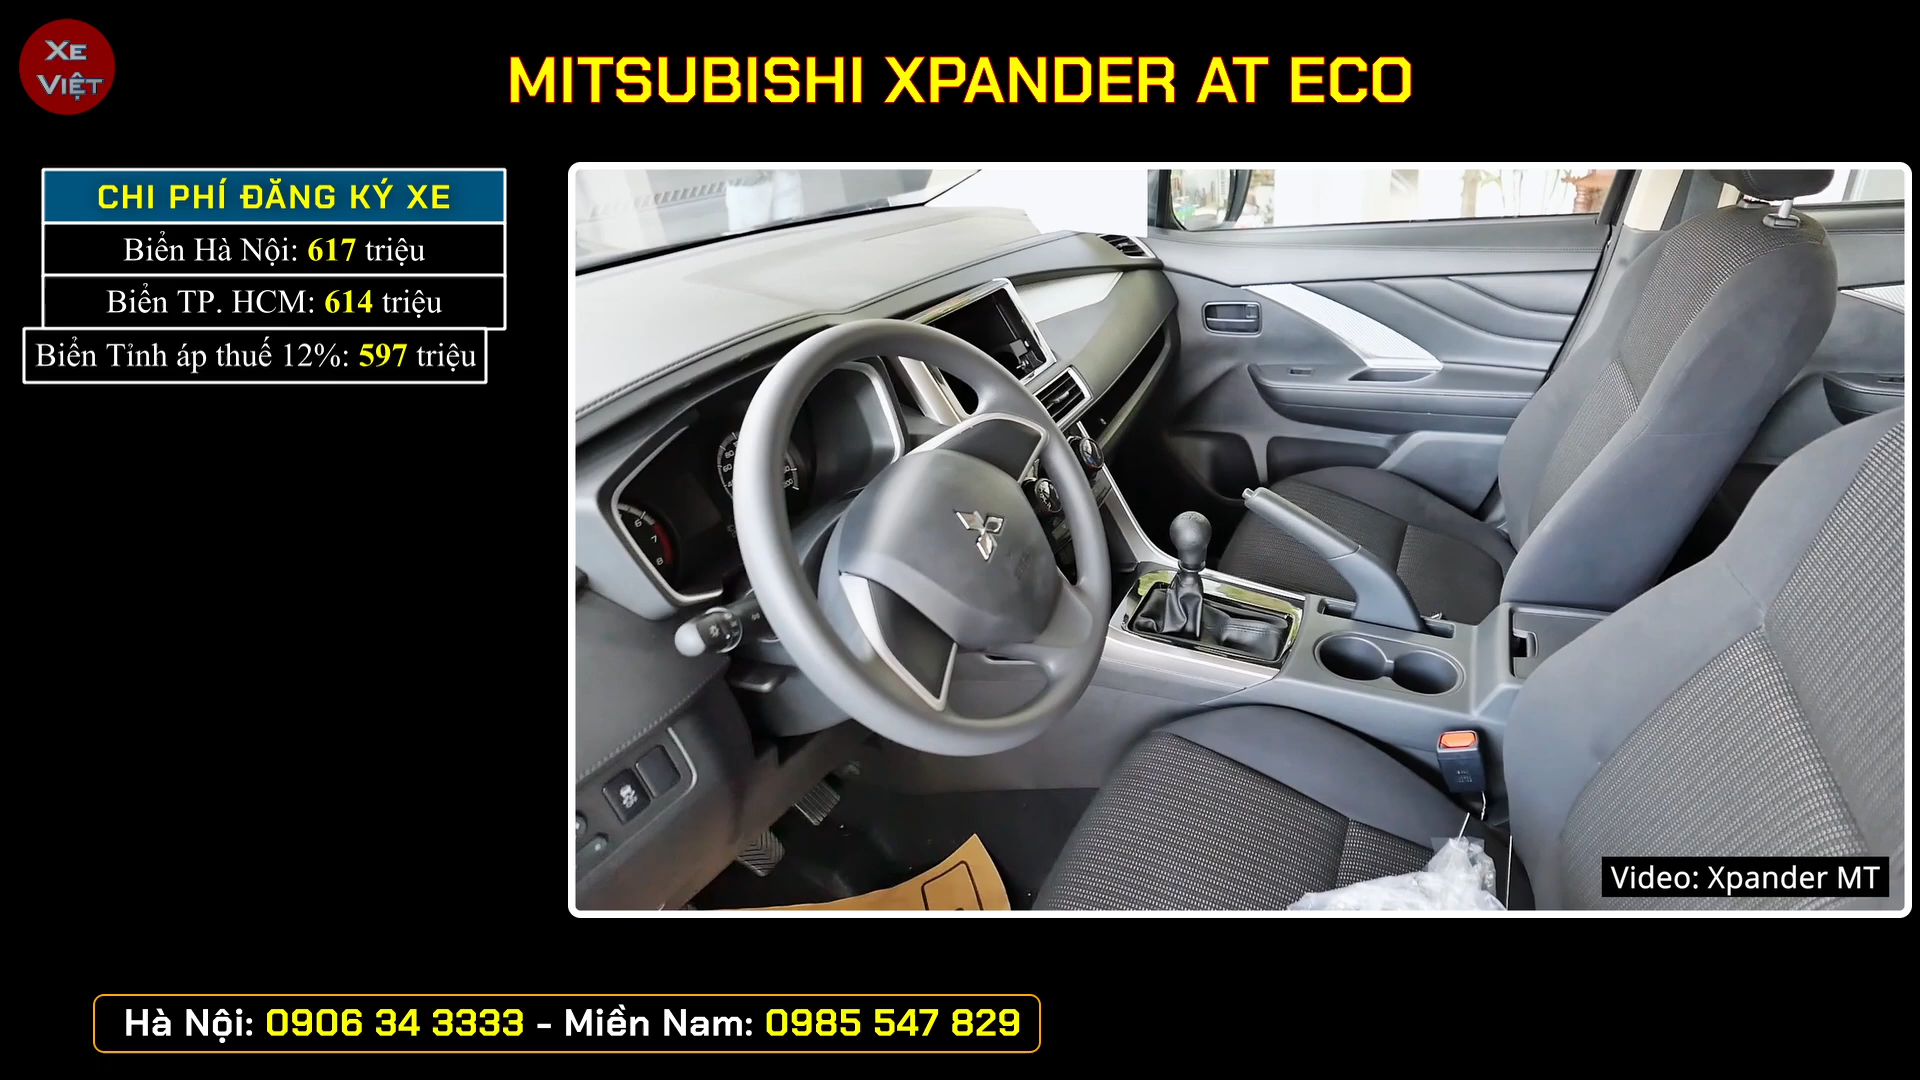 XE
VIỆT
MITSUBISHI XPANDER AT ECO
CHI PHÍ ĐĂNG KÝ XE
Biển Hà Nội: 617 triệu
Biển TP. HCM: 614 triệu
Biển Tỉnh áp thuế 12%: 597 triệu
Video: Xpander MT
Hà Nội: 0906 34 3333 - Miền Nam: 0985 547 829